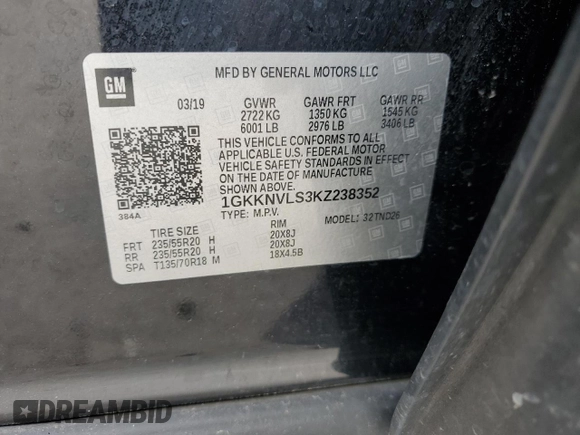 GM
MFD BY GENERAL MOTORS LLC
03/19 GVWR GAWR FRT GAWR RR
2722 KG 1350 KG 1545 KG
6001 LB 2976 LB 3406 LB
THIS VEHICLE CONFORMS TO ALL
APPLICABLE U.S. FEDERAL MOTOR
VEHICLE SAFETY STANDARDS IN EFFECT
ON THE DATE OF MANUFACTURE
SHOWN ABOVE.
1GKKNVLS3KZ238352
384A
TYPE: M.P.V. MODEL: 32TND26
TIRE SIZE RIM
FRT 235/55R20 H 20X8J
RR 235/55R20 H 20X8J
SPA T135/70R18 M 18X4.5B
DREAMBID